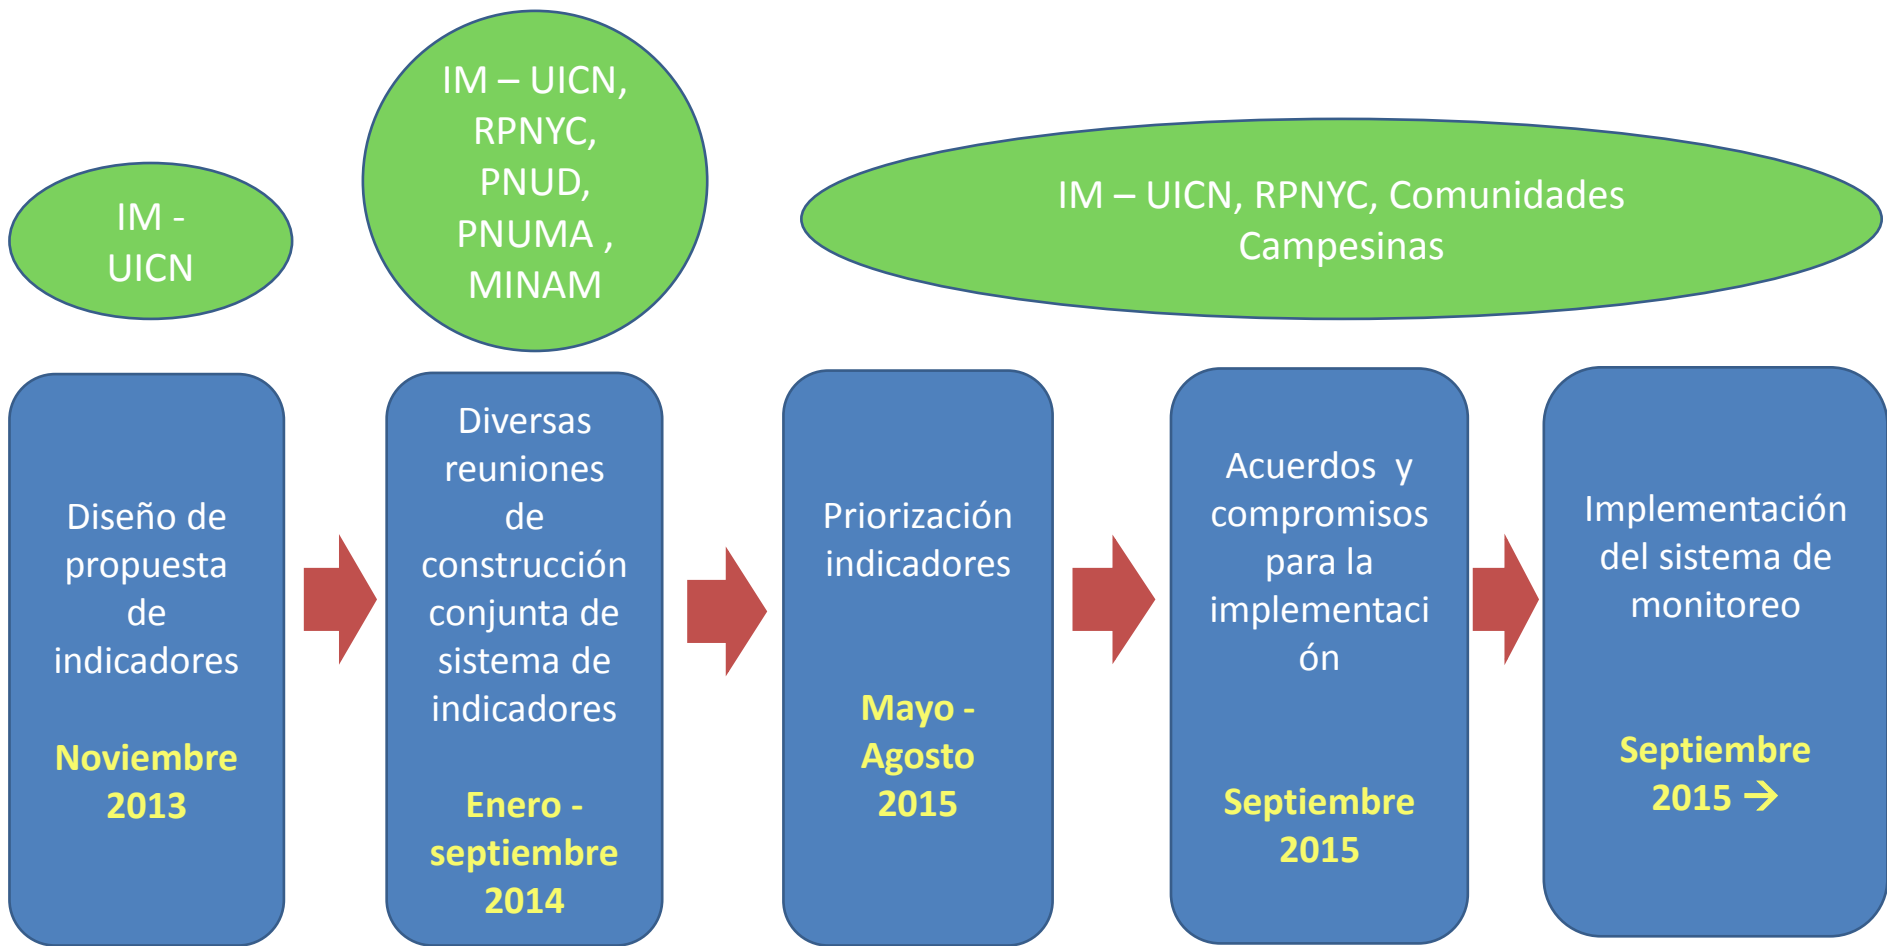 IM -
UICN
IM – UICN,
RPNYC,
PNUD,
PNUMA ,
MINAM
IM – UICN, RPNYC, Comunidades
Campesinas
Diseño de
propuesta
de
indicadores
Noviembre
2013
Diversas
reuniones
de
construcción
conjunta de
sistema de
indicadores
Enero -
septiembre
2014
Priorización
indicadores
Mayo -
Agosto
2015
Acuerdos y
compromisos
para la
implementaci
ón
Septiembre
2015
Implementación
del sistema de
monitoreo
Septiembre
2015 →